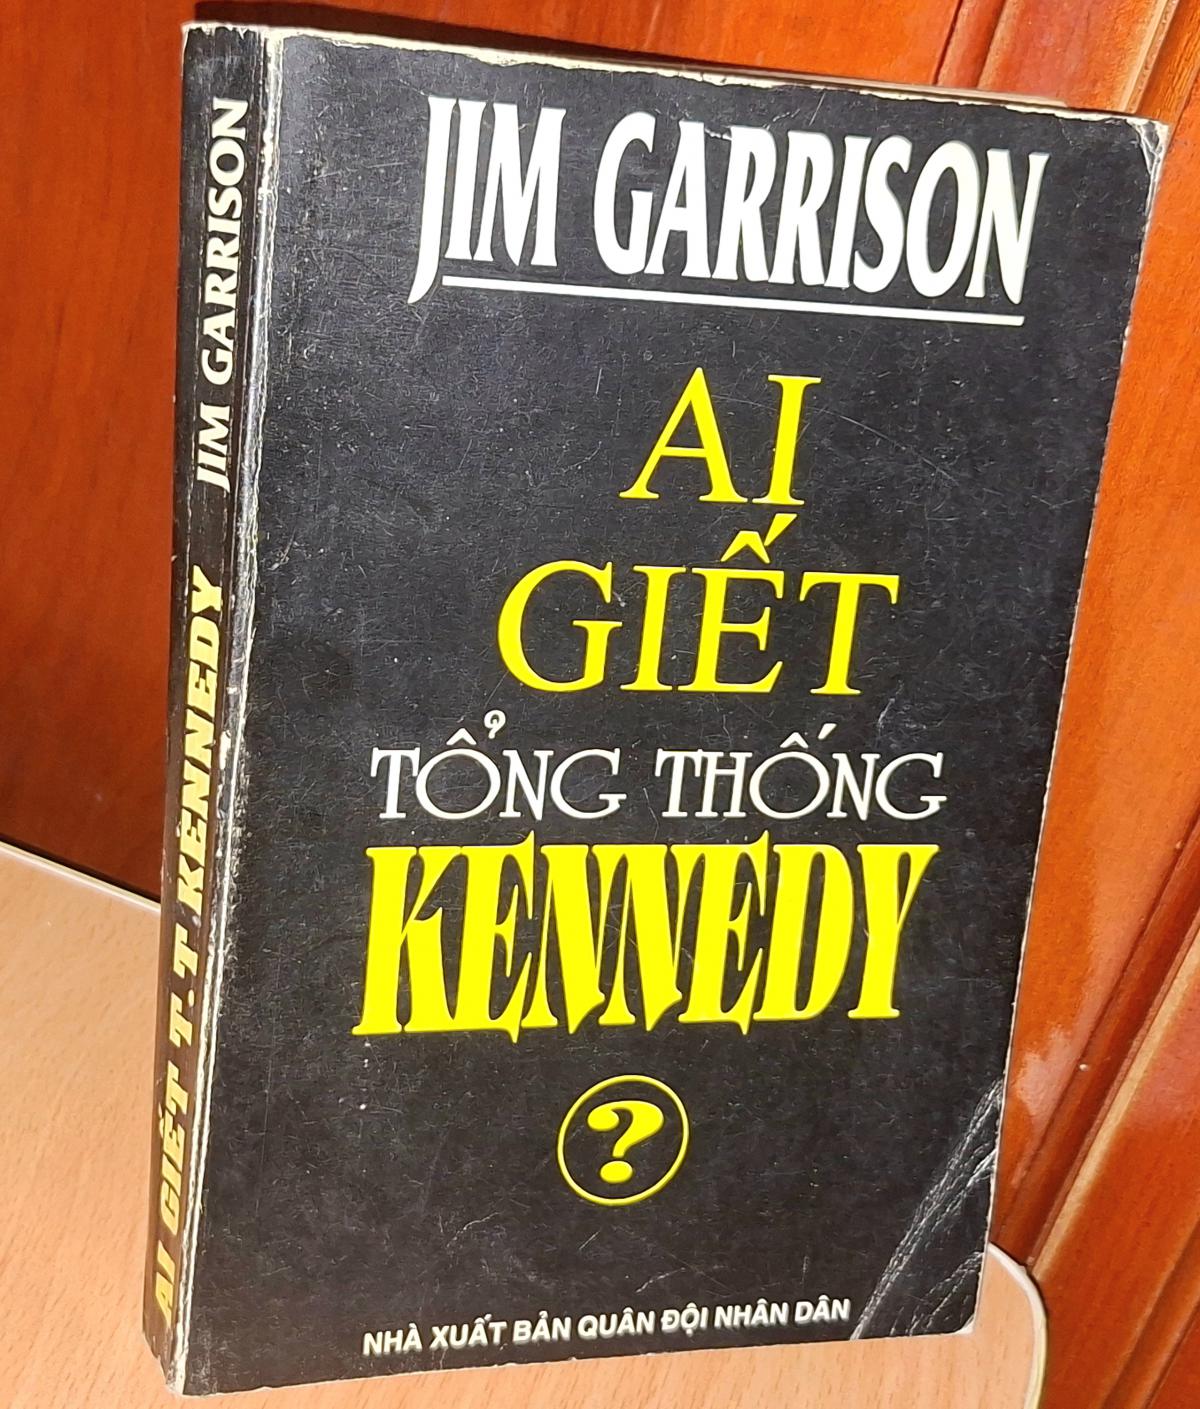 JIM GARRISON
AI
GIẾT
TỔNG THỐNG
KENNEDY
?
NHÀ XUẤT BẢN QUÂN ĐỘI NHÂN DÂN
AI GIẾT T.T.KENNEDY JIM GARRISON